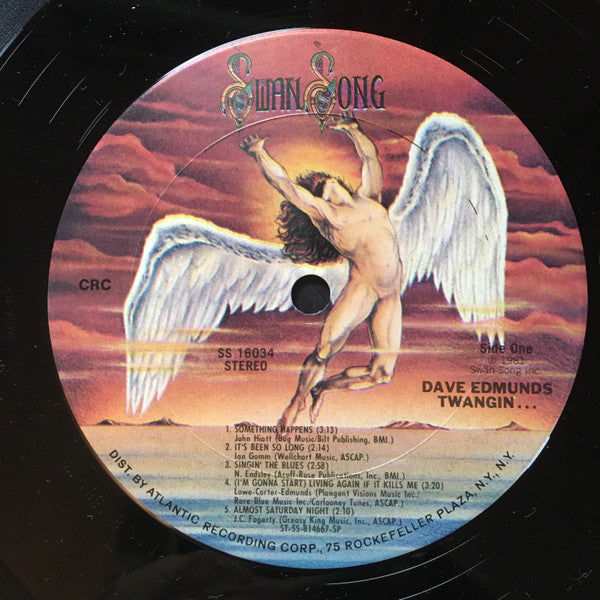 SWAN SONG
CRC
SS 16034
STEREO
Side One
℗ 1981
Swan Song Inc.
DAVE EDMUNDS
TWANGIN...
1. SOMETHING HAPPENS (3:13)
John Hiatt (Bug Music/Bilt Publishing, BMI.)
2. IT'S BEEN SO LONG (2:14)
Ian Gomm (Wellchart Music, ASCAP.)
3. SINGIN' THE BLUES (2:58)
N. Endsley (Acuff-Rose Publications, Inc., BMI.)
4. (I'M GONNA START) LIVING AGAIN IF IT KILLS ME (3:20)
Lowe-Carter-Edmunds (Plangent Visions Music Inc./
Rare Blue Music Inc./Carlooney Tunes, ASCAP.)
5. ALMOST SATURDAY NIGHT (2:10)
J.C. Fogerty (Greasy King Music, Inc., ASCAP.)
ST-SS-814667-SP
DIST. BY ATLANTIC RECORDING CORP., 75 ROCKEFELLER PLAZA, N.Y., N.Y.